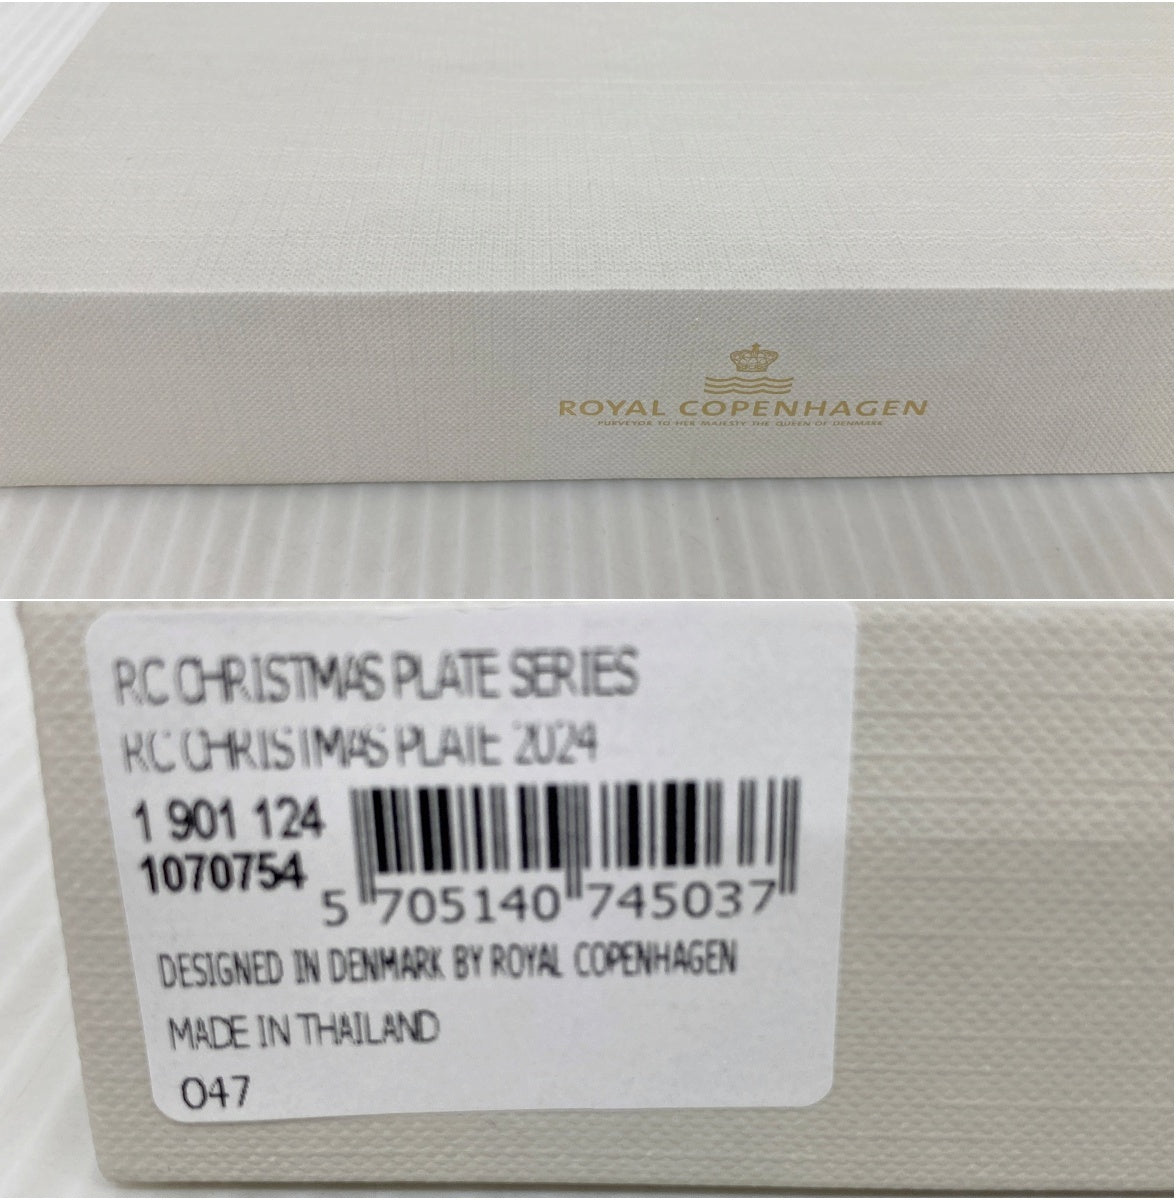 ROYAL COPENHAGEN
PURVEYOR TO HER MAJESTY THE QUEEN OF DENMARK
RC CHRISTMAS PLATE SERIES
RC CHRISTMAS PLATE 2024
1 901 124
1070754
5 705140 745037
DESIGNED IN DENMARK BY ROYAL COPENHAGEN
MADE IN THAILAND
047